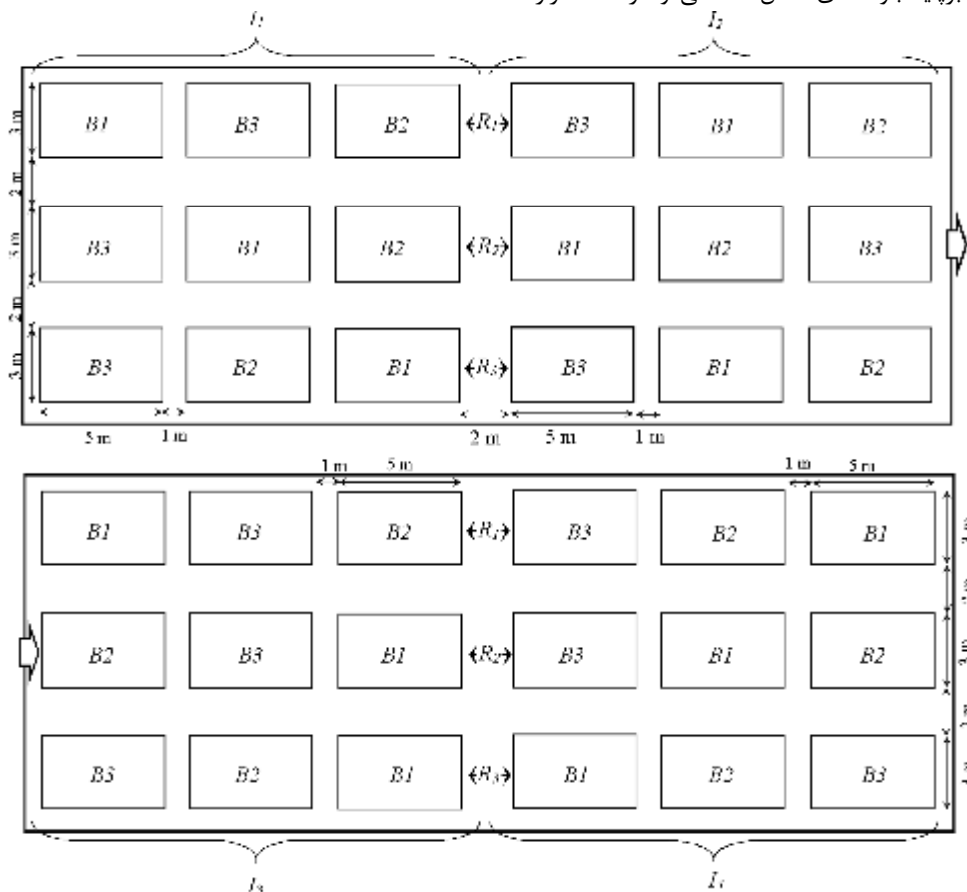 I₁ I₂
B1 B3 B2 R₁ B3 B1 B2
3 m
2 m
B3 B1 B2 R₂ B1 B2 B3
3 m
2 m
B3 B2 B1 R₃ B3 B1 B2
3 m
5 m 1 m 2 m 5 m 1 m
1 m 5 m 1 m 5 m
B1 B3 B2 R₁ B3 B2 B1
B2 B3 B1 R₂ B3 B1 B2
3 m
B3 B2 B1 R₃ B1 B2 B3
I₃